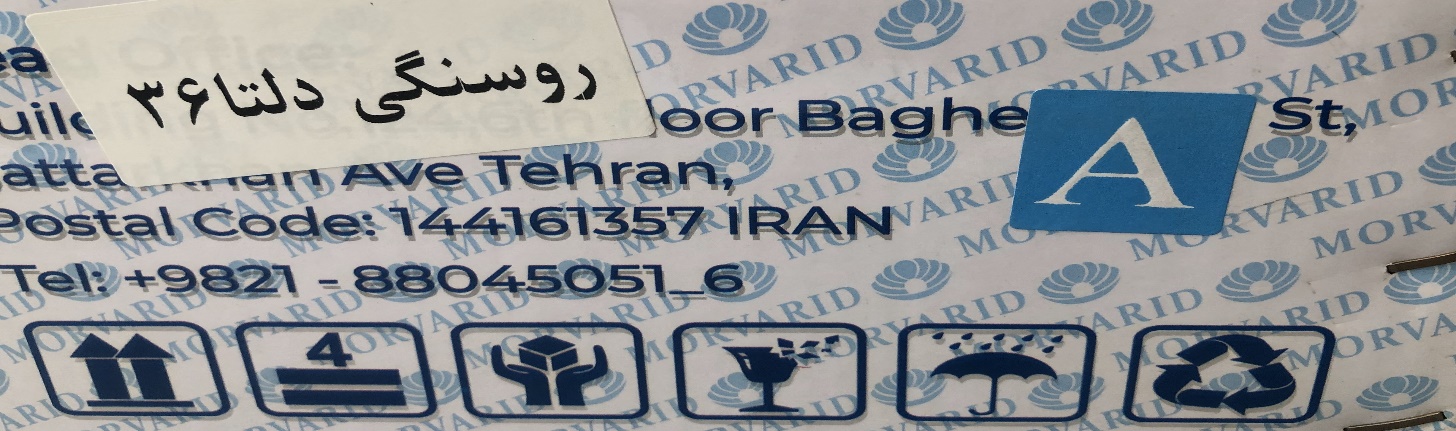 روسنگی دلتا۳۶
oor Baghe
St,
A
Ave Tehran,
Postal Code: 144161357 IRAN
Tel: +9821 - 88045051_6
4
MORVARID